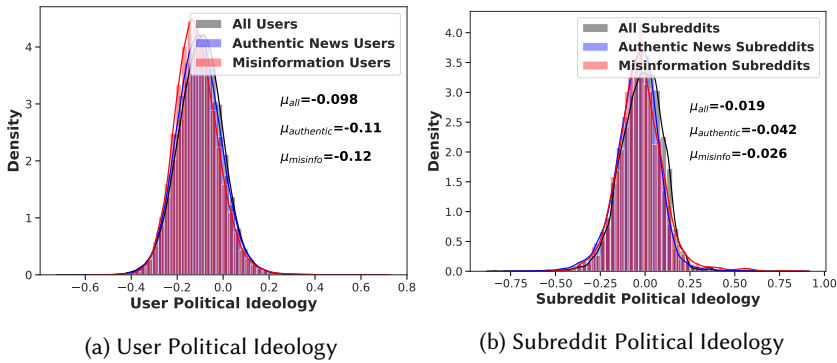 All Users
Authentic News Users
Misinformation Users
μall=-0.098
μauthentic=-0.11
μmisinfo=-0.12
Density
4
3
2
1
0
−0.6 −0.4 −0.2 0.0 0.2 0.4 0.6 0.8
User Political Ideology
(a) User Political Ideology
All Subreddits
Authentic News Subreddits
Misinformation Subreddits
μall=-0.019
μauthentic=-0.042
μmisinfo=-0.026
Density
4.0
3.5
3.0
2.5
2.0
1.5
1.0
0.5
0.0
−0.75 −0.50 −0.25 0.00 0.25 0.50 0.75 1.00
Subreddit Political Ideology
(b) Subreddit Political Ideology